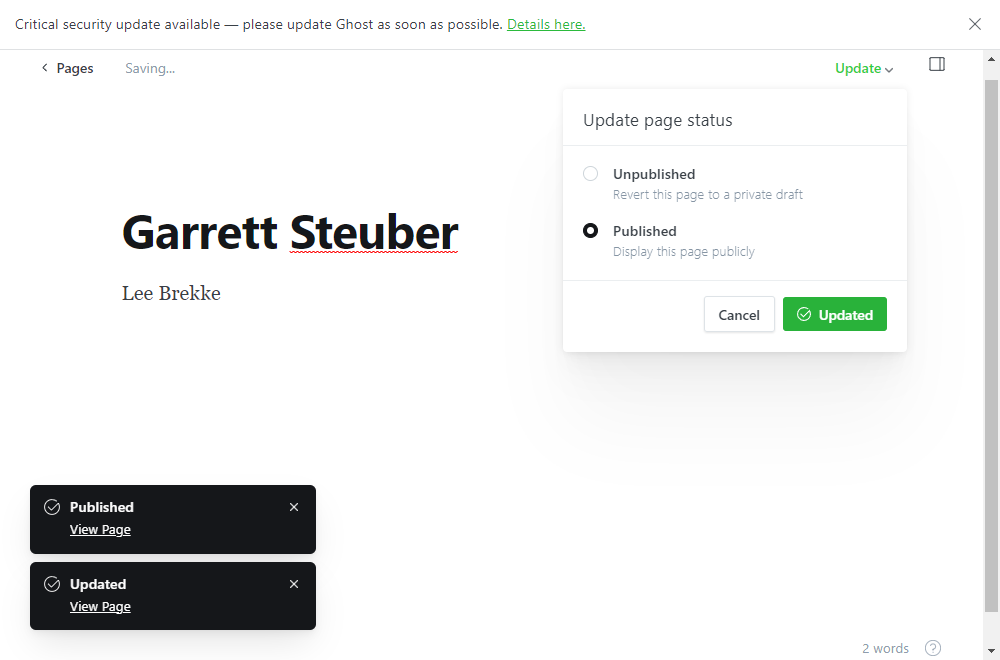 Critical security update available — please update Ghost as soon as possible. Details here.
Pages
Saving...
Update
Update page status
Unpublished
Revert this page to a private draft
Published
Display this page publicly
Cancel
Updated
Garrett Steuber
Lee Brekke
Published
View Page
Updated
View Page
2 words
?